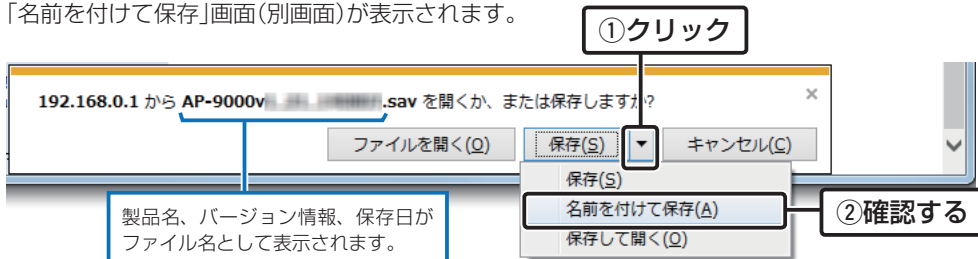 「名前を付けて保存」画面(別画面)が表示されます。
①クリック
192.168.0.1 から AP-9000v .sav を開くか、または保存しますか?
×
ファイルを開く(O) 保存(S) ▼ キャンセル(C)
保存(S)
名前を付けて保存(A)
②確認する
保存して開く(O)
製品名、バージョン情報、保存日が
ファイル名として表示されます。